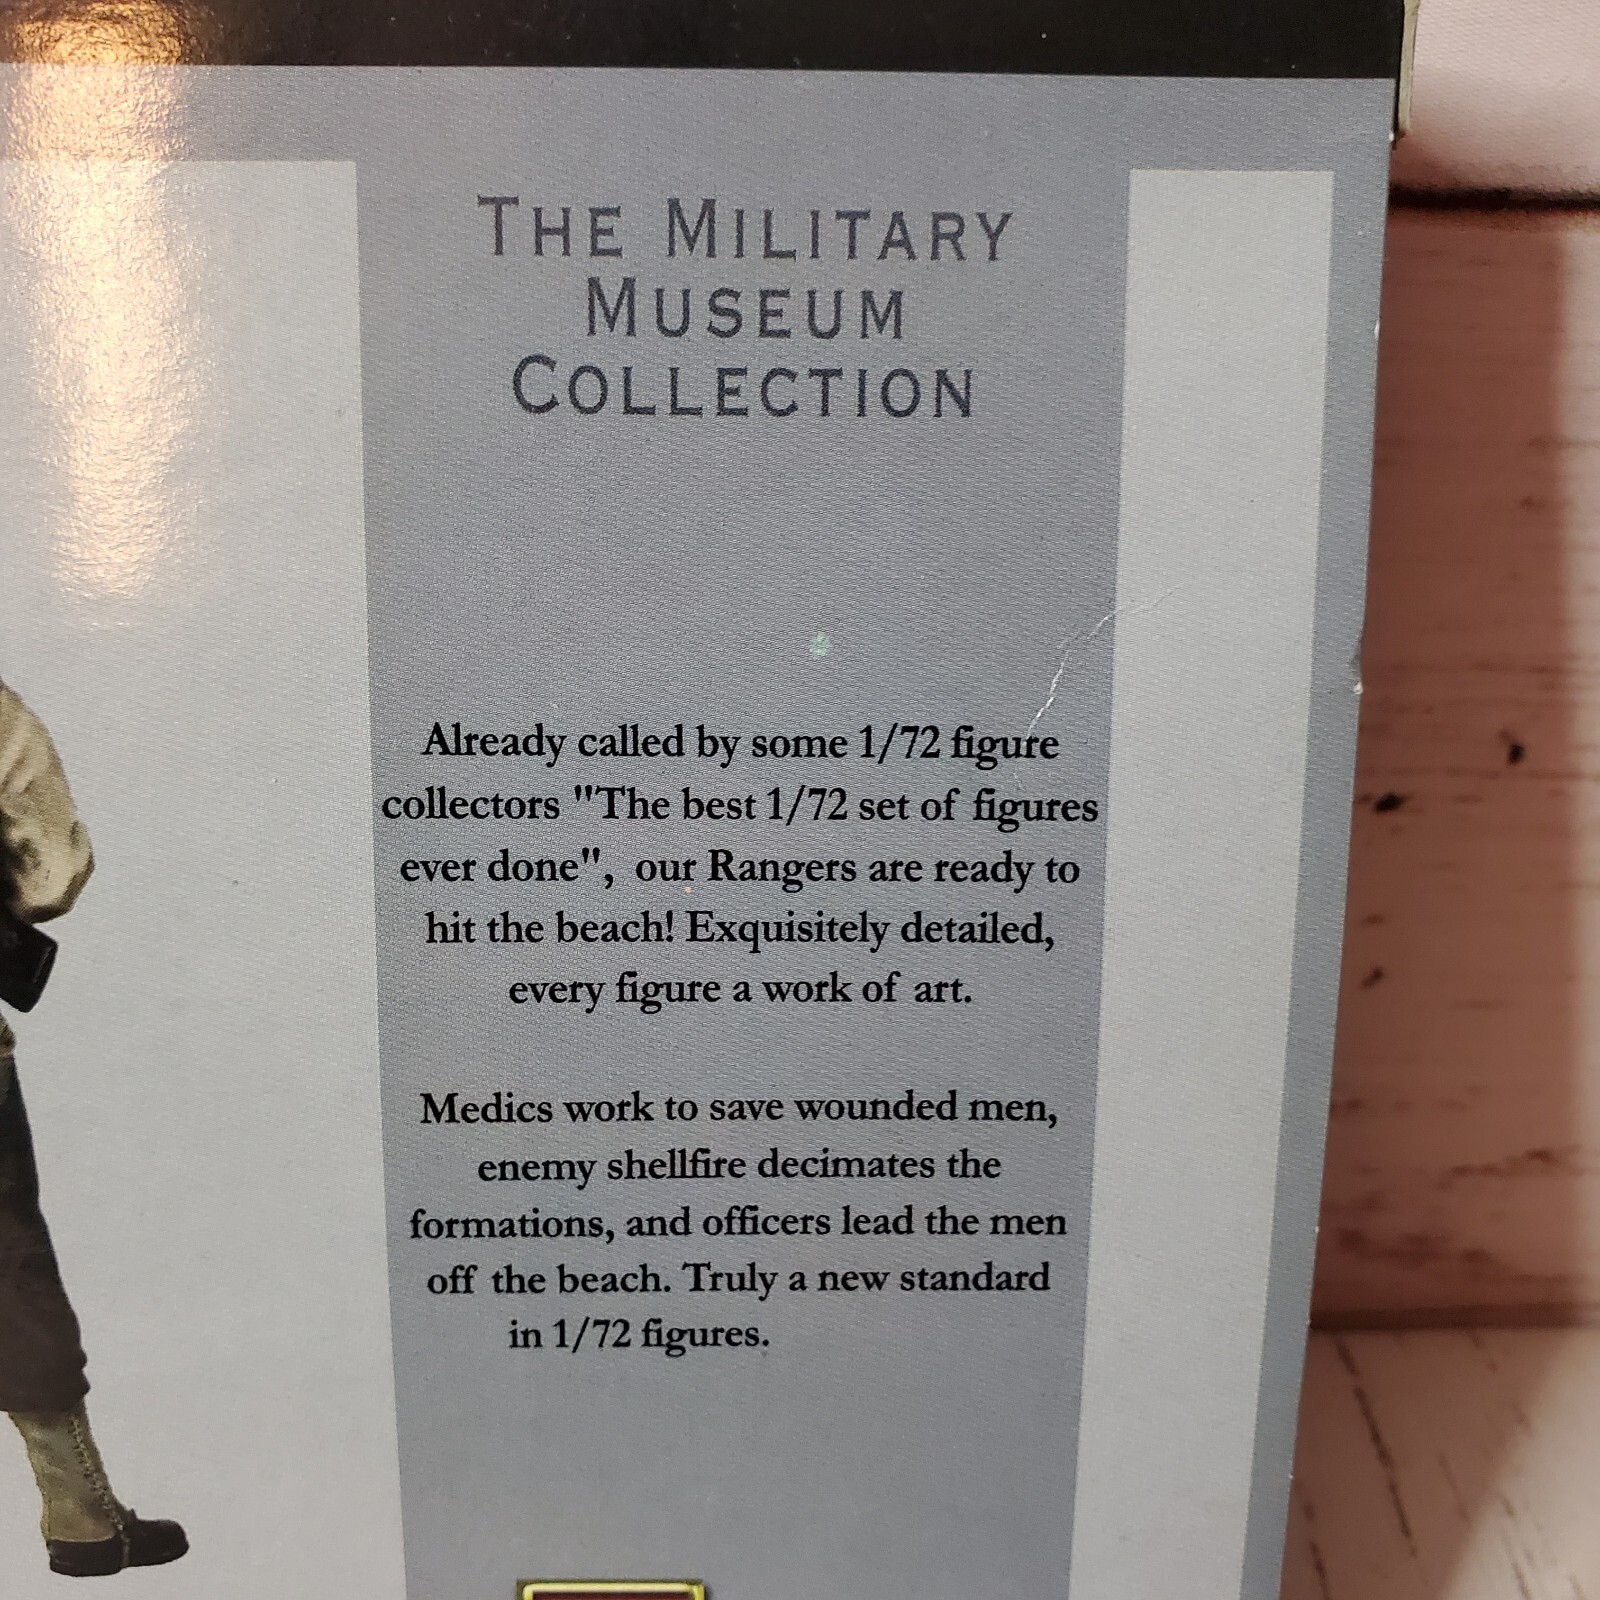 THE MILITARY
MUSEUM
COLLECTION
Already called by some 1/72 figure
collectors "The best 1/72 set of figures
ever done", our Rangers are ready to
hit the beach! Exquisitely detailed,
every figure a work of art.
Medics work to save wounded men,
enemy shellfire decimates the
formations, and officers lead the men
off the beach. Truly a new standard
in 1/72 figures.